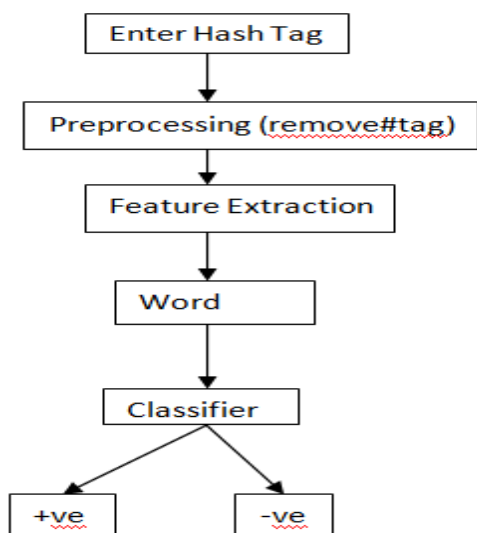 Enter Hash Tag
Preprocessing (remove#tag)
Feature Extraction
Word
Classifier
+ve
-ve